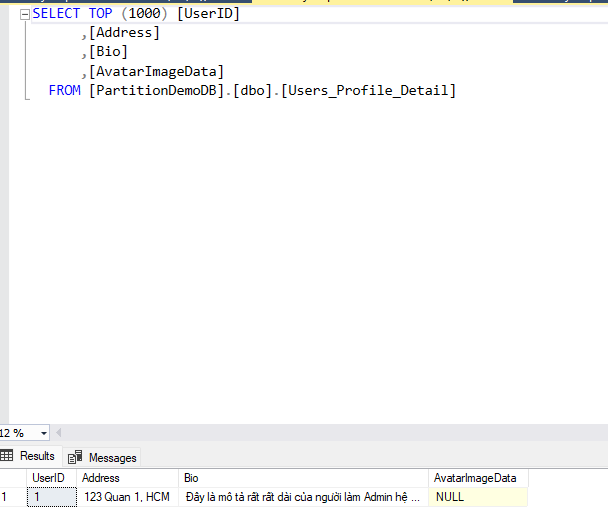 SELECT TOP (1000) [UserID]
,[Address]
,[Bio]
,[AvatarImageData]
FROM [PartitionDemoDB].[dbo].[Users_Profile_Detail]
12 %
Results Messages
UserID Address Bio AvatarImageData
1 1 123 Quan 1, HCM Đây là mô tả rất rất dài của người làm Admin hệ ... NULL